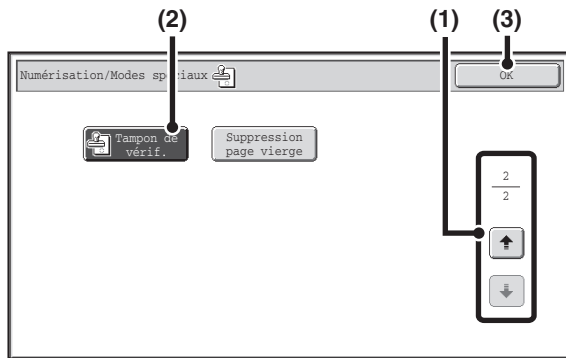 (2) (1) (3)
Numérisation/Modes spéciaux OK
Tampon de
vérif.
Suppression
page vierge
2
2